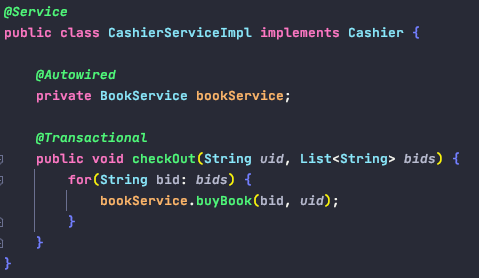 @Service
public class CashierServiceImpl implements Cashier {
@Autowired
private BookService bookService;
@Transactional
public void checkOut(String uid, List<String> bids) {
for(String bid: bids) {
bookService.buyBook(bid, uid);
}
}
}